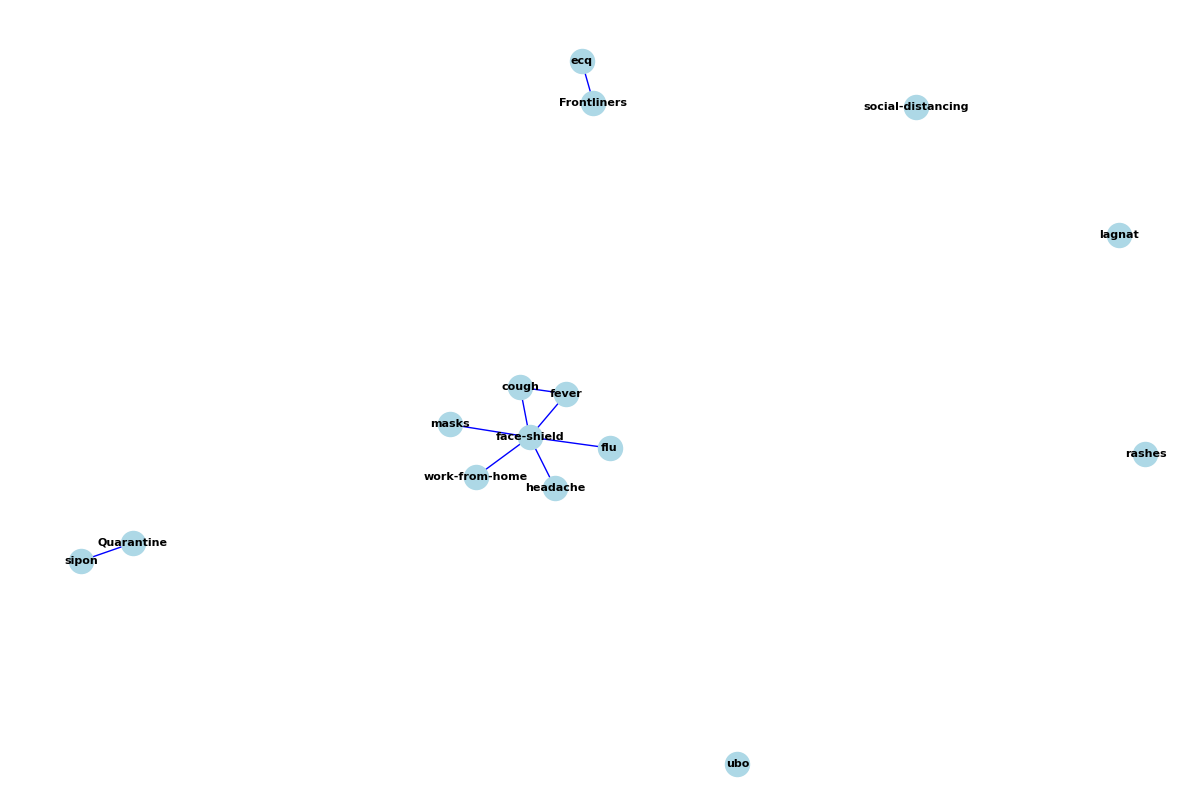 ecq
Frontliners
social-distancing
lagnat
cough
fever
masks
face-shield
flu
rashes
work-from-home
headache
Quarantine
sipon
ubo